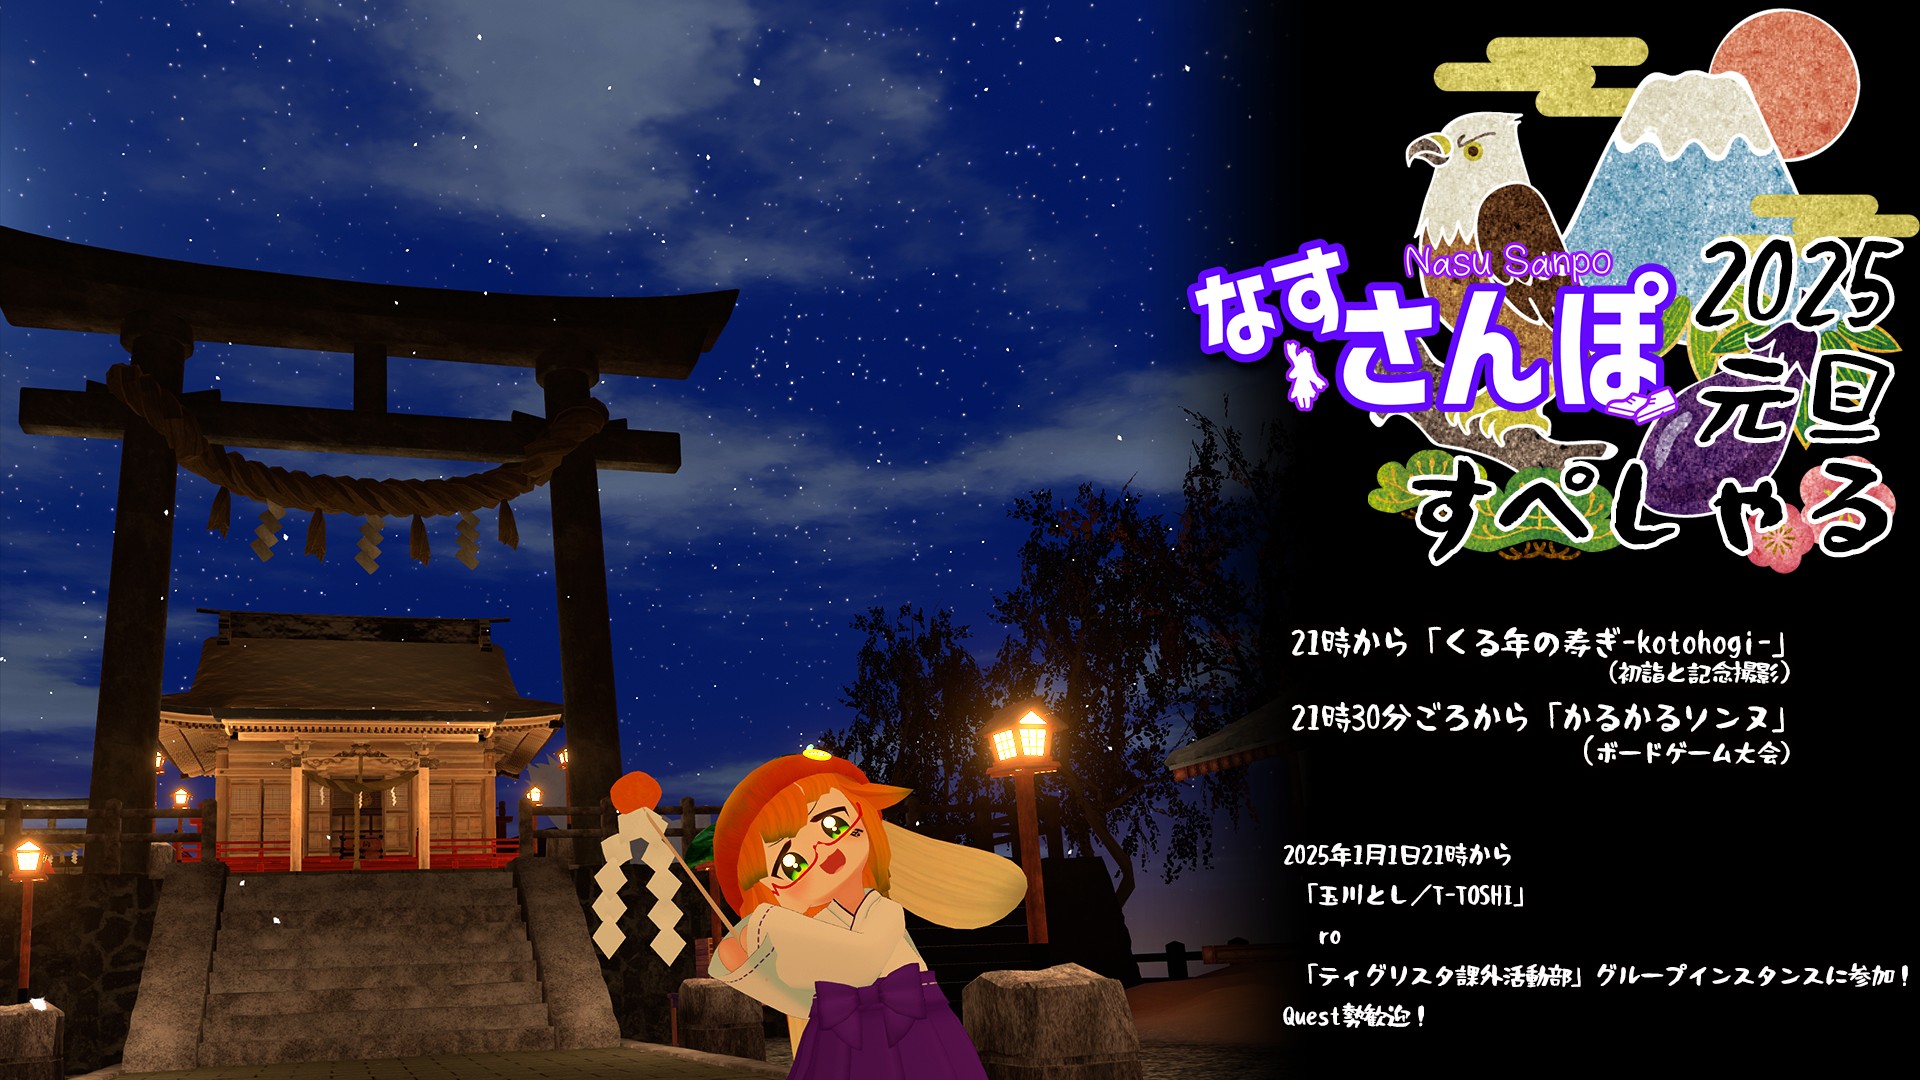 Nasu Sanpo
なすさんぽ
2025
元旦
すぺしゃる
21時から「くる年の寿ぎ-kotohogi-」
（初詣と記念撮影）
21時30分ごろから「かるかるソンヌ」
（ボードゲーム大会）
2025年1月1日21時から
「玉川とし／T-TOSHI」
ro
「ティグリスタ課外活動部」グループインスタンスに参加！
Quest勢歓迎！